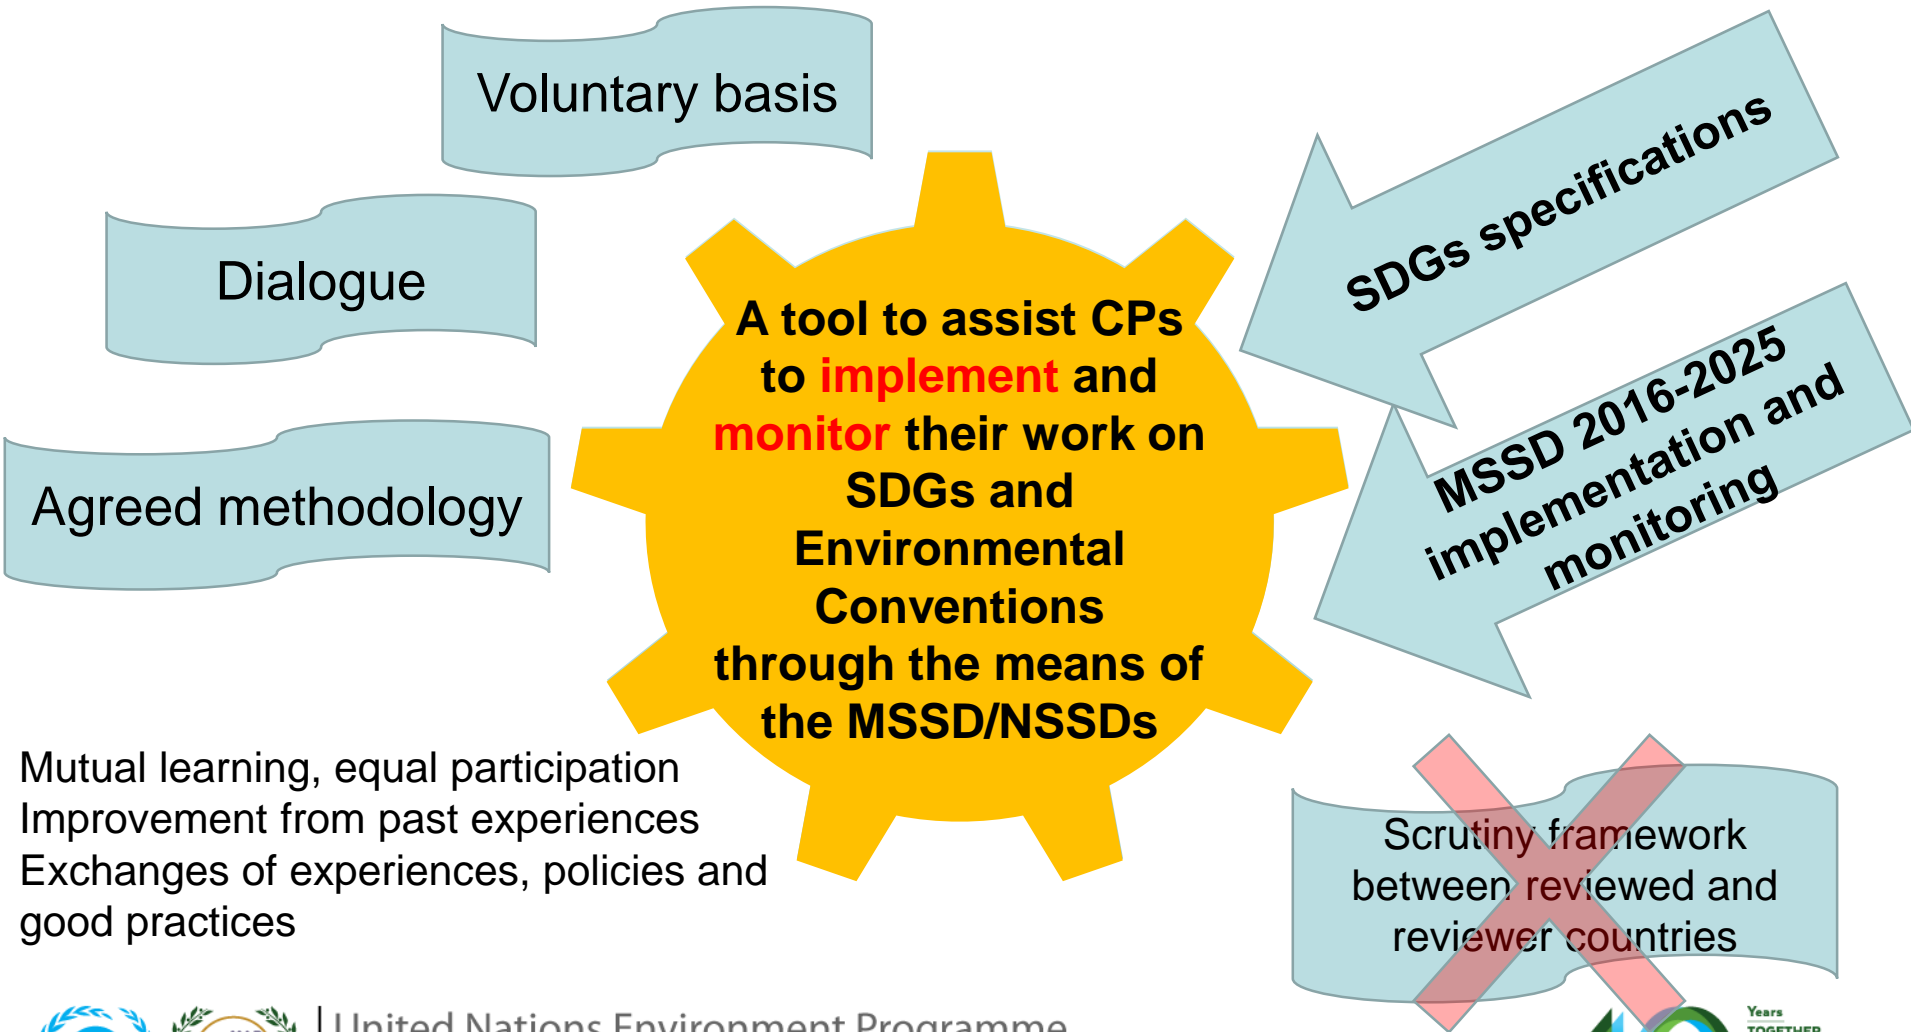 Voluntary basis
Dialogue
Agreed methodology
A tool to assist CPs
to implement and
monitor their work on
SDGs and
Environmental
Conventions
through the means of
the MSSD/NSSDs
SDGs specifications
MSSD 2016-2025
implementation and
monitoring
Mutual learning, equal participation
Improvement from past experiences
Exchanges of experiences, policies and
good practices
Scrutiny framework
between reviewed and
reviewer countries
United Nations Environment Programme
Years
TOGETHER